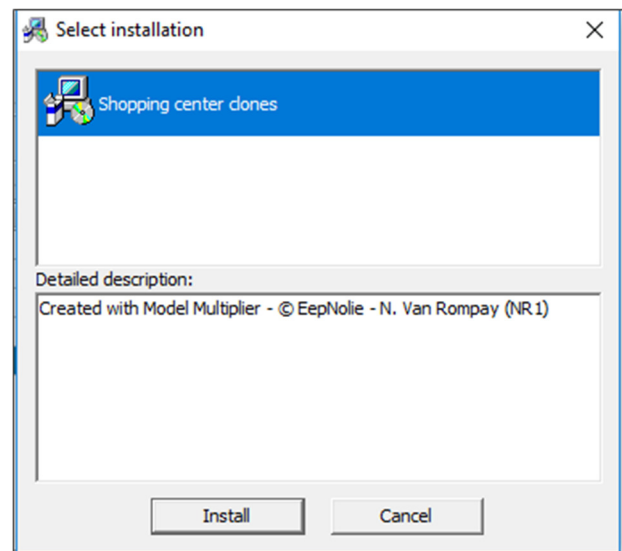 Select installation
Shopping center clones
Detailed description:
Created with Model Multiplier - © EepNolie - N. Van Rompay (NR1)
Install
Cancel